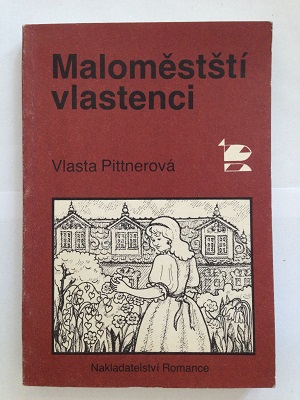 Maloměstští
vlastenci
Vlasta Pittnerová
Nakladatelství Romance